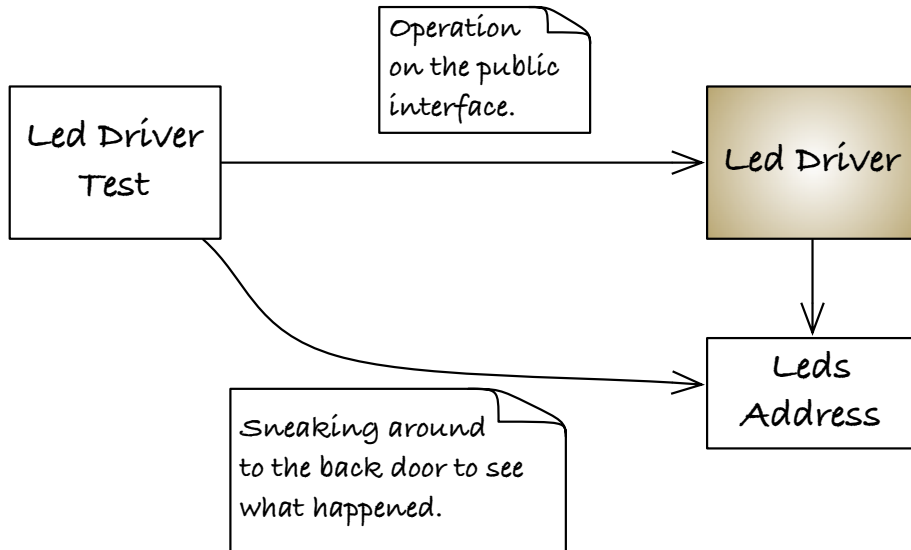 Operation
on the public
interface.
Led Driver
Test
Led Driver
Leds
Address
Sneaking around
to the back door to see
what happened.